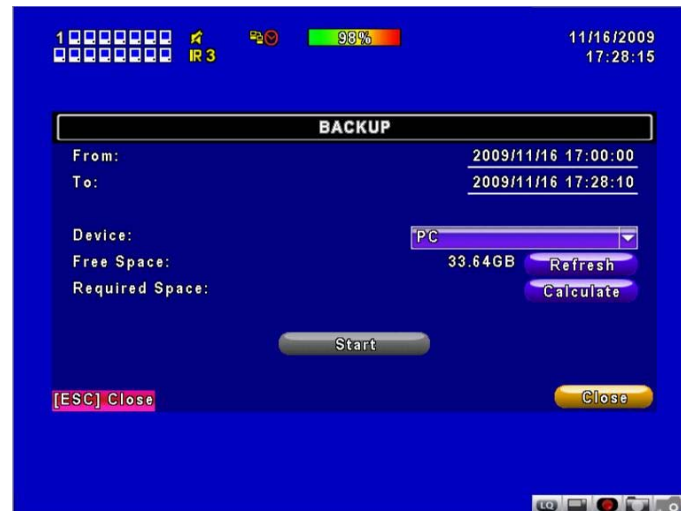 1 98% 11/16/2009
IR 3 17:28:15
BACKUP
From: 2009/11/16 17:00:00
To: 2009/11/16 17:28:10
Device: PC
Free Space: 33.64GB Refresh
Required Space: Calculate
Start
[ESC] Close Close
LQ